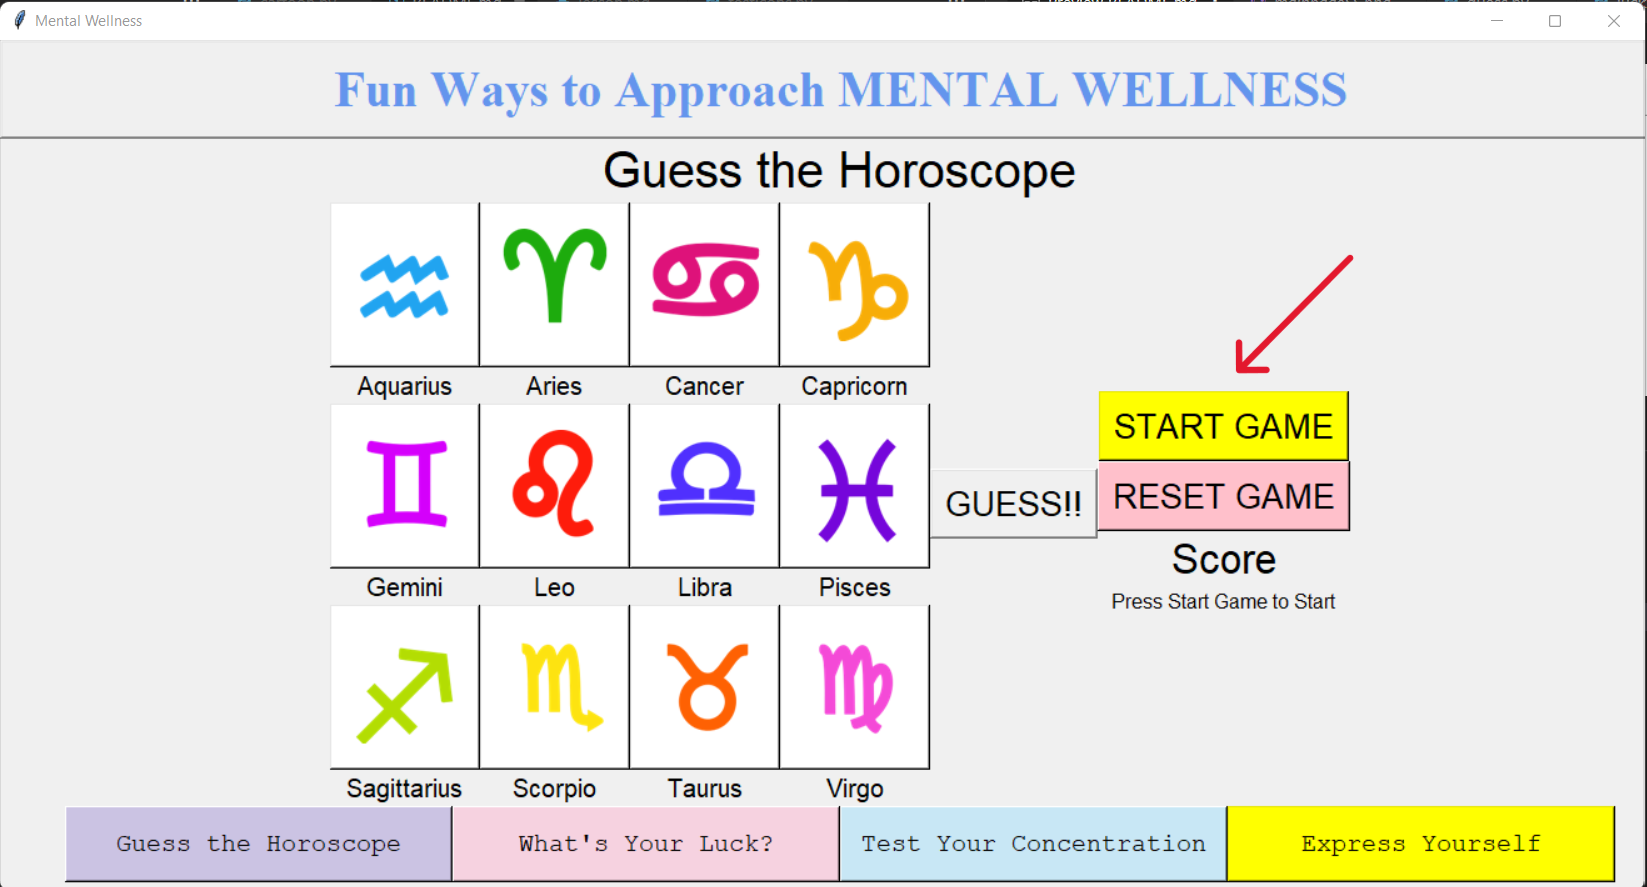 Mental Wellness
Fun Ways to Approach MENTAL WELLNESS
Guess the Horoscope
Aquarius Aries Cancer Capricorn
START GAME
GUESS!! RESET GAME
Score
Gemini Leo Libra Pisces
Press Start Game to Start
Sagittarius Scorpio Taurus Virgo
Guess the Horoscope What's Your Luck? Test Your Concentration Express Yourself